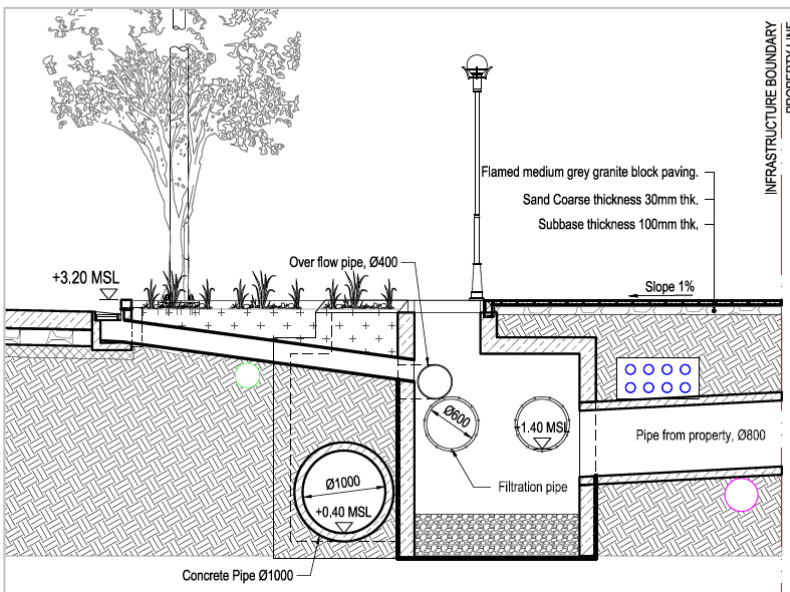 INFRASTRUCTURE BOUNDARY
PROPERTY LINE
Flamed medium grey granite block paving.
Sand Coarse thickness 30mm thk.
Subbase thickness 100mm thk.
Over flow pipe, Ø400
+3.20 MSL
Slope 1%
Ø600
+1.40 MSL
Pipe from property, Ø800
Ø1000
Filtration pipe
+0,40 MSL
Concrete Pipe Ø1000